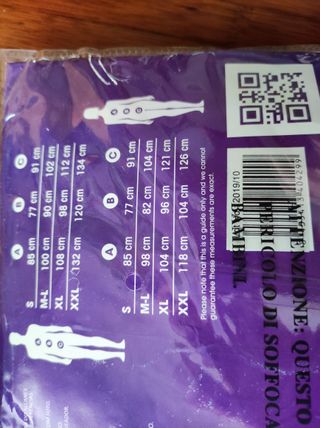 A B C
S 85 cm 77 cm 91 cm
M-L 100 cm 90 cm 102 cm
XL 108 cm 98 cm 112 cm
XXL 132 cm 120 cm 134 cm
A B C
S 85 cm 77 cm 91 cm
M-L 98 cm 82 cm 104 cm
XL 104 cm 96 cm 121 cm
XXL 118 cm 104 cm 126 cm
Please note that this is a guide only and we cannot
guarantee these measurements are exact.
2019/10
QUESTO
PERICOLO DI SOFFOCA